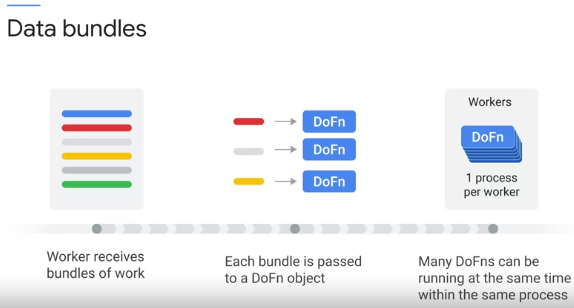 Data bundles
Workers
DoFn
DoFn
DoFn
DoFn
1 process
per worker
Worker receives
bundles of work
Each bundle is passed
to a DoFn object
Many DoFns can be
running at the same time
within the same process